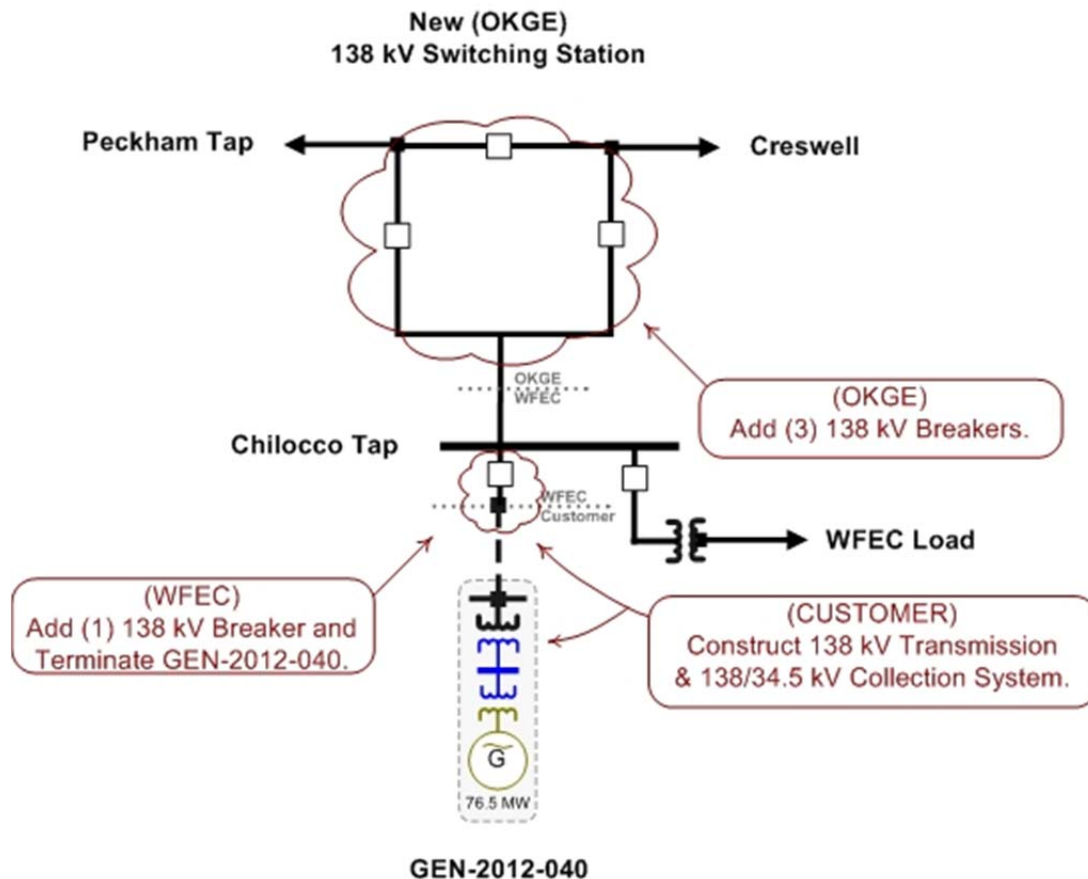 New (OKGE)
138 kV Switching Station
Peckham Tap
Creswell
OKGE
WFEC
(OKGE)
Add (3) 138 kV Breakers.
Chilocco Tap
WFEC
Customer
WFEC Load
(WFEC)
Add (1) 138 kV Breaker and
Terminate GEN-2012-040.
(CUSTOMER)
Construct 138 kV Transmission
& 138/34.5 kV Collection System.
G
76.5 MW
GEN-2012-040